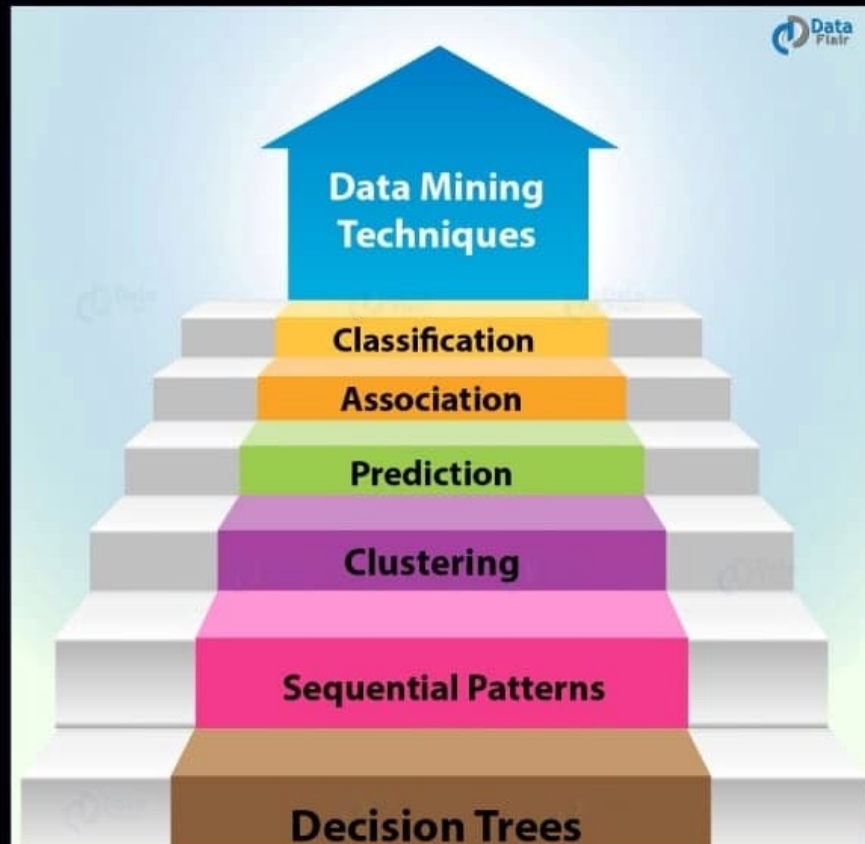 Data
Flair
Data Mining
Techniques
Classification
Association
Prediction
Clustering
Sequential Patterns
Decision Trees